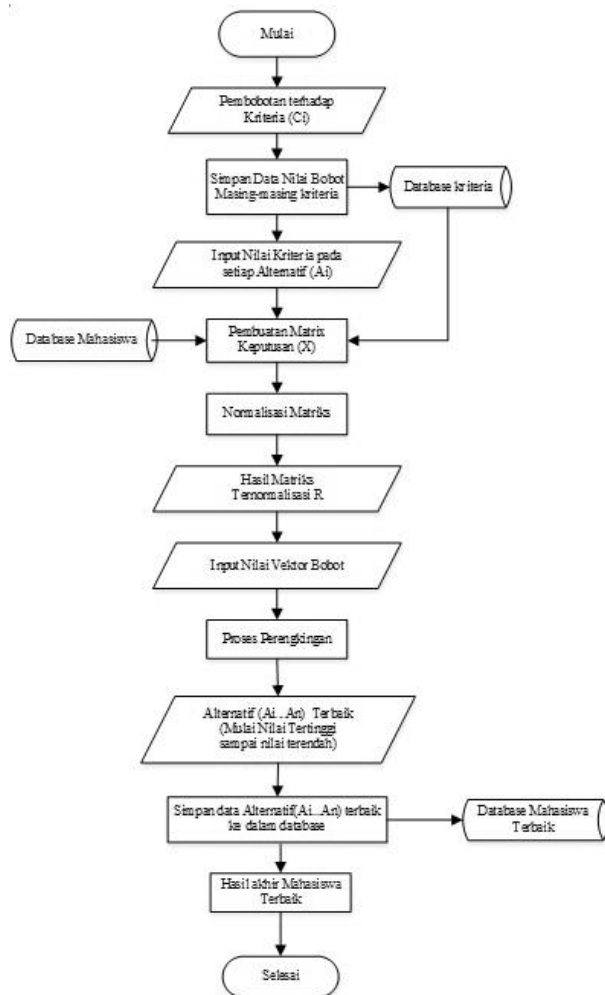 Mulai
Pembobotan terhadap
Kriteria (Ci)
Simpan Data Nilai Bobot
Masing-masing kriteria
Database kriteria
Input Nilai Kriteria pada
setiap Alternatif (Ai)
Database Mahasiswa
Pembuatan Matrix
Keputusan (X)
Normalisasi Matriks
Hasil Matriks
Ternormalisasi R
Input Nilai Vektor Bobot
Proses Perengkingan
Alternatif (Ai...An) Terbaik
(Mulai Nilai Tertinggi
sampai nilai terendah)
Simpan data Alternatif(Ai...An) terbaik
ke dalam database
Database Mahasiswa
Terbaik
Hasil akhir Mahasiswa
Terbaik
Selesai